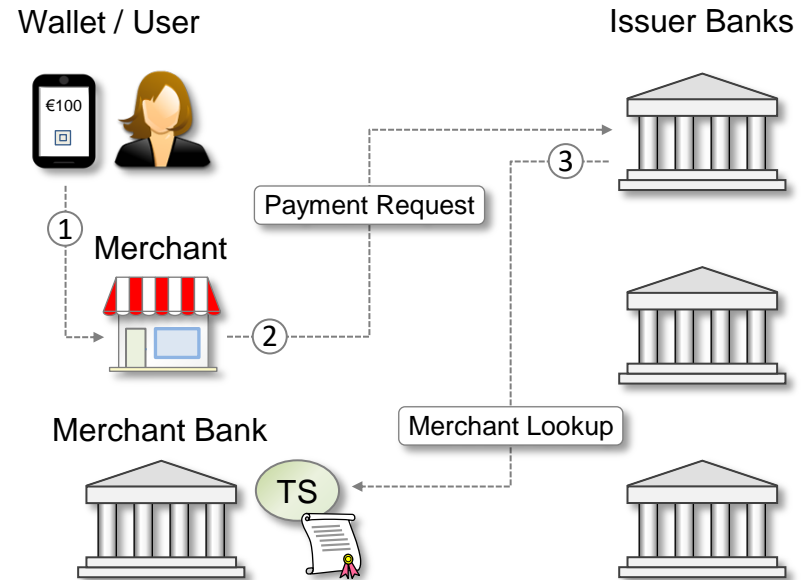 Wallet / User
Issuer Banks
€100
3
Payment Request
1
Merchant
2
Merchant Lookup
Merchant Bank
TS